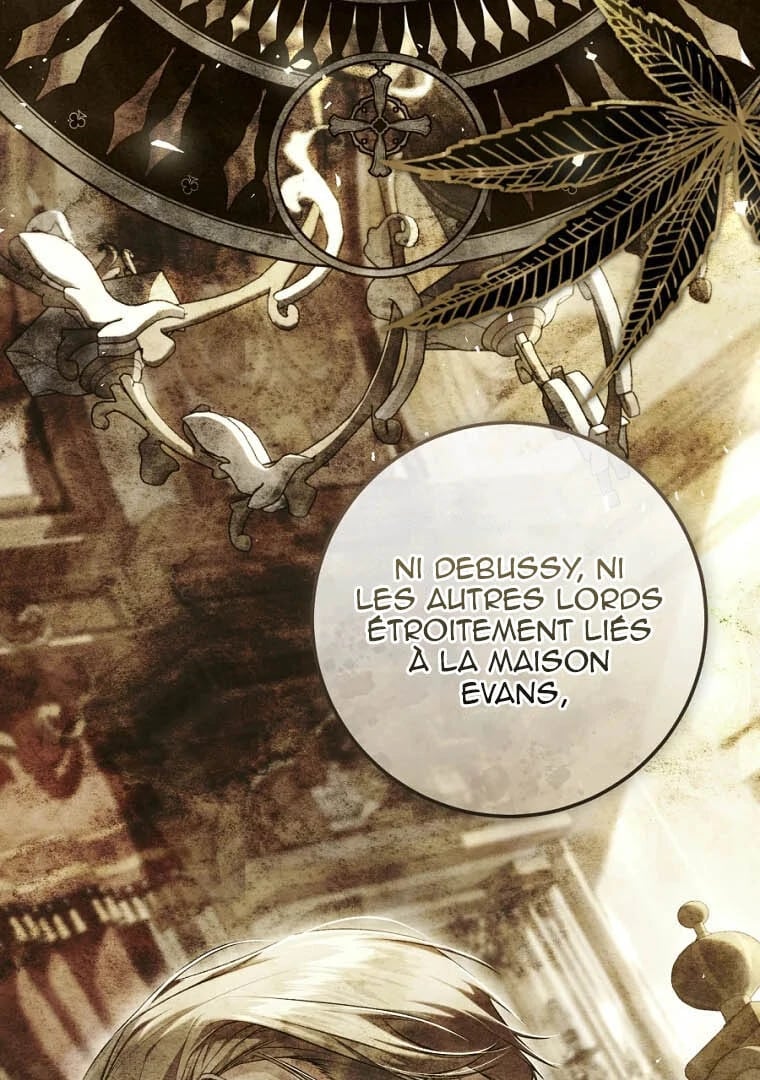 NI DEBUSSY, NI
LES AUTRES LORDS
ÉTROITEMENT LIÉS
À LA MAISON
EVANS,